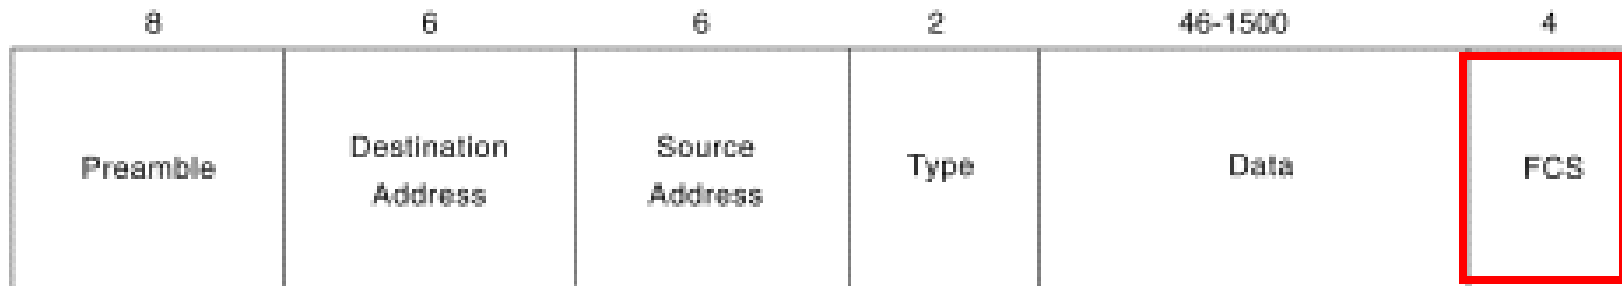 8 6 6 2 46-1500 4
Preamble Destination Address Source Address Type Data FCS